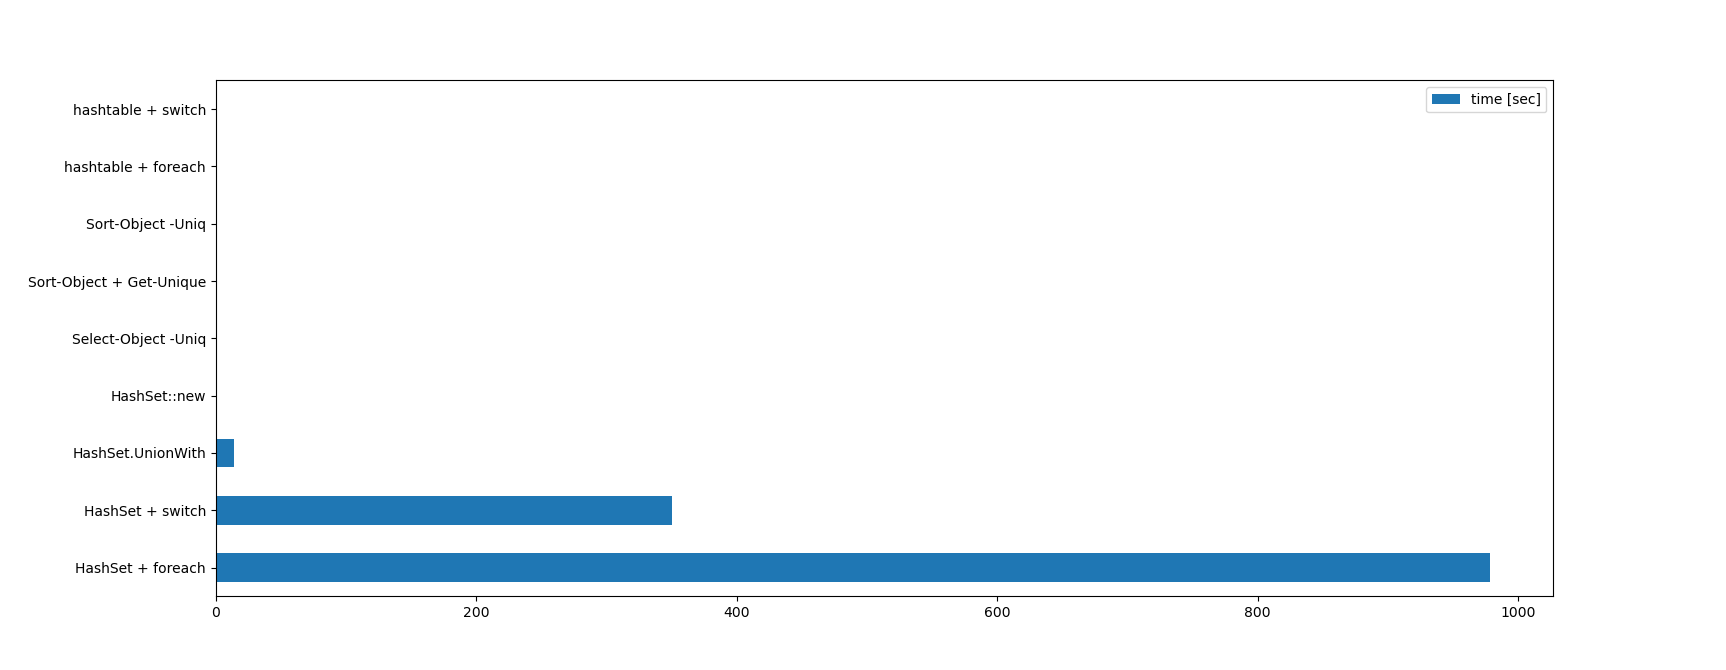 time [sec]
hashtable + switch
hashtable + foreach
Sort-Object -Uniq
Sort-Object + Get-Unique
Select-Object -Uniq
HashSet::new
HashSet.UnionWith
HashSet + switch
HashSet + foreach
0 200 400 600 800 1000